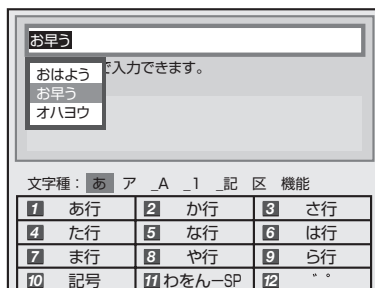 お早う
おはよう
で入力できます。
お早う
オハヨウ
文字種： あ ア _A _1 _記 区 機能
1 あ行 2 か行 3 さ行
4 た行 5 な行 6 は行
7 ま行 8 や行 9 ら行
10 記号 11 わをん ー SP 12 ゛゜